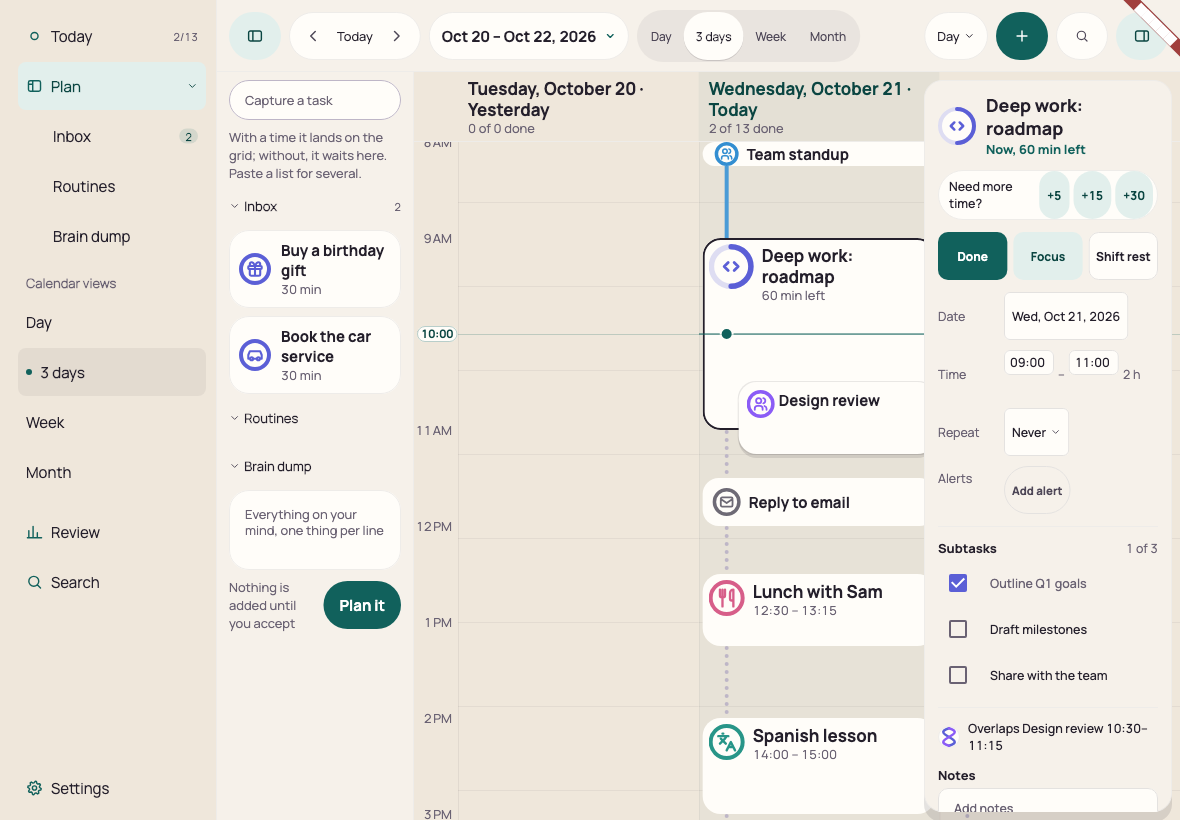 Today
2/13
Plan
Inbox
2
Routines
Brain dump
Calendar views
Day
3 days
Week
Month
Review
Search
Settings
Today
Oct 20 – Oct 22, 2026
Day
3 days
Week
Month
Day
Capture a task
With a time it lands on the
grid; without, it waits here.
Paste a list for several.
Inbox
2
Buy a birthday
gift
30 min
Book the car
service
30 min
Routines
Brain dump
Everything on your
mind, one thing per line
Nothing is
added until
you accept
Plan it
Tuesday, October 20 ·
Yesterday
0 of 0 done
Wednesday, October 21 ·
Today
2 of 13 done
8 AM
9 AM
10:00
11 AM
12 PM
1 PM
2 PM
3 PM
Team standup
Deep work:
roadmap
60 min left
Design review
Reply to email
Lunch with Sam
12:30 – 13:15
Spanish lesson
14:00 – 15:00
Deep work:
roadmap
Now, 60 min left
Need more
time?
+5
+15
+30
Done
Focus
Shift rest
Date
Wed, Oct 21, 2026
Time
09:00
–
11:00
2 h
Repeat
Never
Alerts
Add alert
Subtasks
1 of 3
Outline Q1 goals
Draft milestones
Share with the team
Overlaps Design review 10:30–
11:15
Notes
Add notes